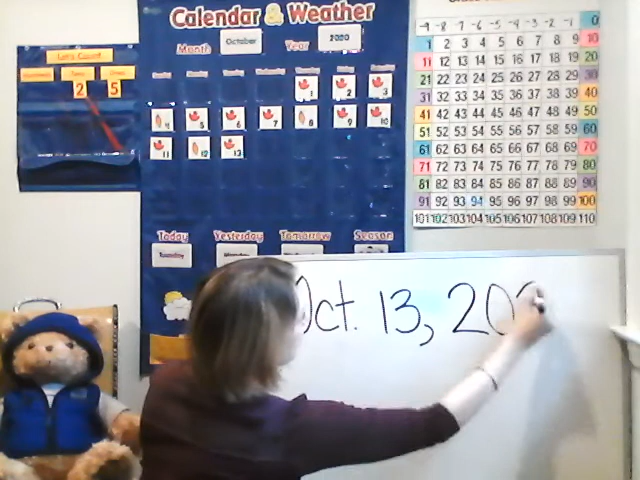 Calendar & Weather
Month October Year 2020
Let's Count
2 5
1 2 3
4 5 6 7 8 9 10
11 12 13
Today Yesterday Tomorrow Season
Tuesday Monday
Oct. 13, 202
-9 -8 -7 -6 -5 -4 -3 -2 -1 0
1 2 3 4 5 6 7 8 9 10
11 12 13 14 15 16 17 18 19 20
21 22 23 24 25 26 27 28 29 30
31 32 33 34 35 36 37 38 39 40
41 42 43 44 45 46 47 48 49 50
51 52 53 54 55 56 57 58 59 60
61 62 63 64 65 66 67 68 69 70
71 72 73 74 75 76 77 78 79 80
81 82 83 84 85 86 87 88 89 90
91 92 93 94 95 96 97 98 99 100
101 102 103 104 105 106 107 108 109 110